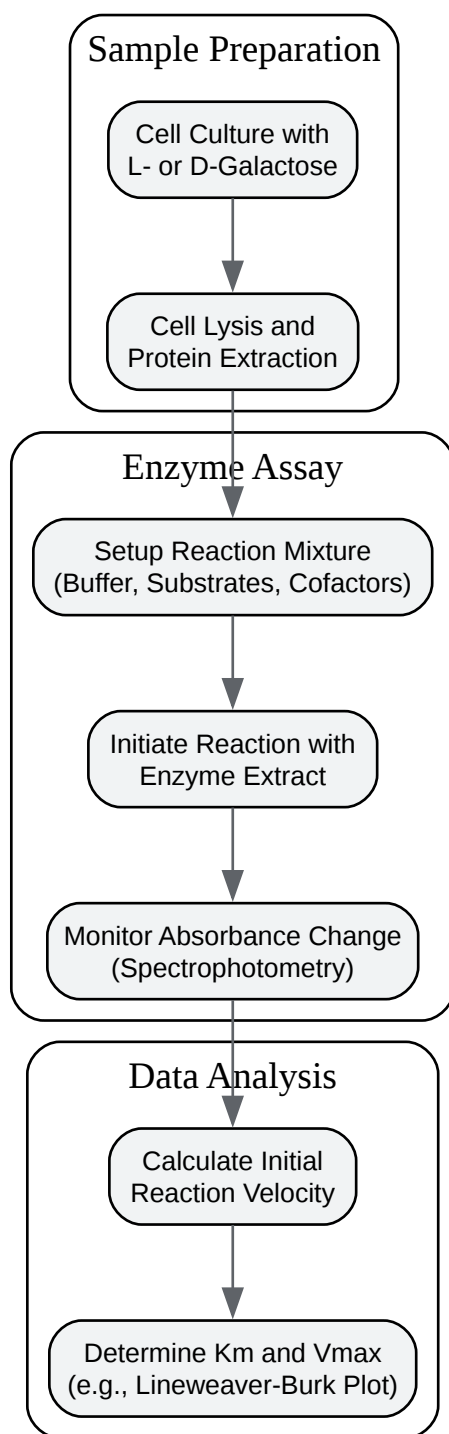 Sample Preparation
Cell Culture with
L- or D-Galactose
Cell Lysis and
Protein Extraction
Enzyme Assay
Setup Reaction Mixture
(Buffer, Substrates, Cofactors)
Initiate Reaction with
Enzyme Extract
Monitor Absorbance Change
(Spectrophotometry)
Data Analysis
Calculate Initial
Reaction Velocity
Determine Km and Vmax
(e.g., Lineweaver-Burk Plot)